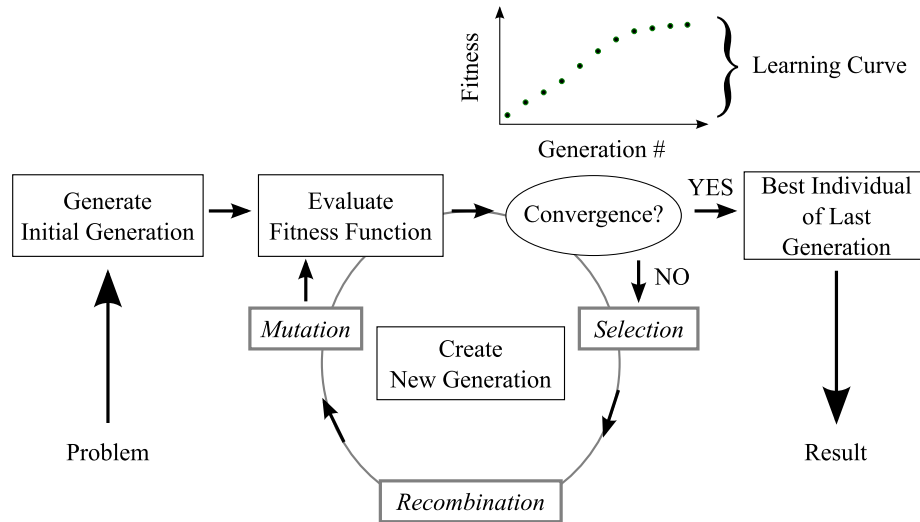 Fitness
Learning Curve
Generation #
Generate
Initial Generation
Evaluate
Fitness Function
Convergence?
YES
Best Individual
of Last
Generation
NO
Mutation
Selection
Create
New Generation
Problem
Result
Recombination